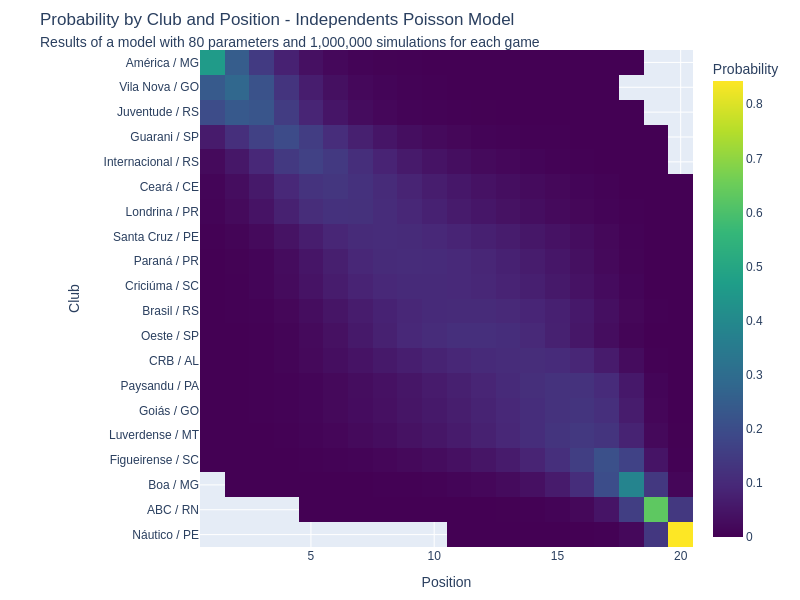 Probability by Club and Position - Independents Poisson Model
Results of a model with 80 parameters and 1,000,000 simulations for each game
Probability
Club
América / MG
Vila Nova / GO
Juventude / RS
Guarani / SP
Internacional / RS
Ceará / CE
Londrina / PR
Santa Cruz / PE
Paraná / PR
Criciúma / SC
Brasil / RS
Oeste / SP
CRB / AL
Paysandu / PA
Goiás / GO
Luverdense / MT
Figueirense / SC
Boa / MG
ABC / RN
Náutico / PE
0.8
0.7
0.6
0.5
0.4
0.3
0.2
0.1
0
5 10 15 20
Position